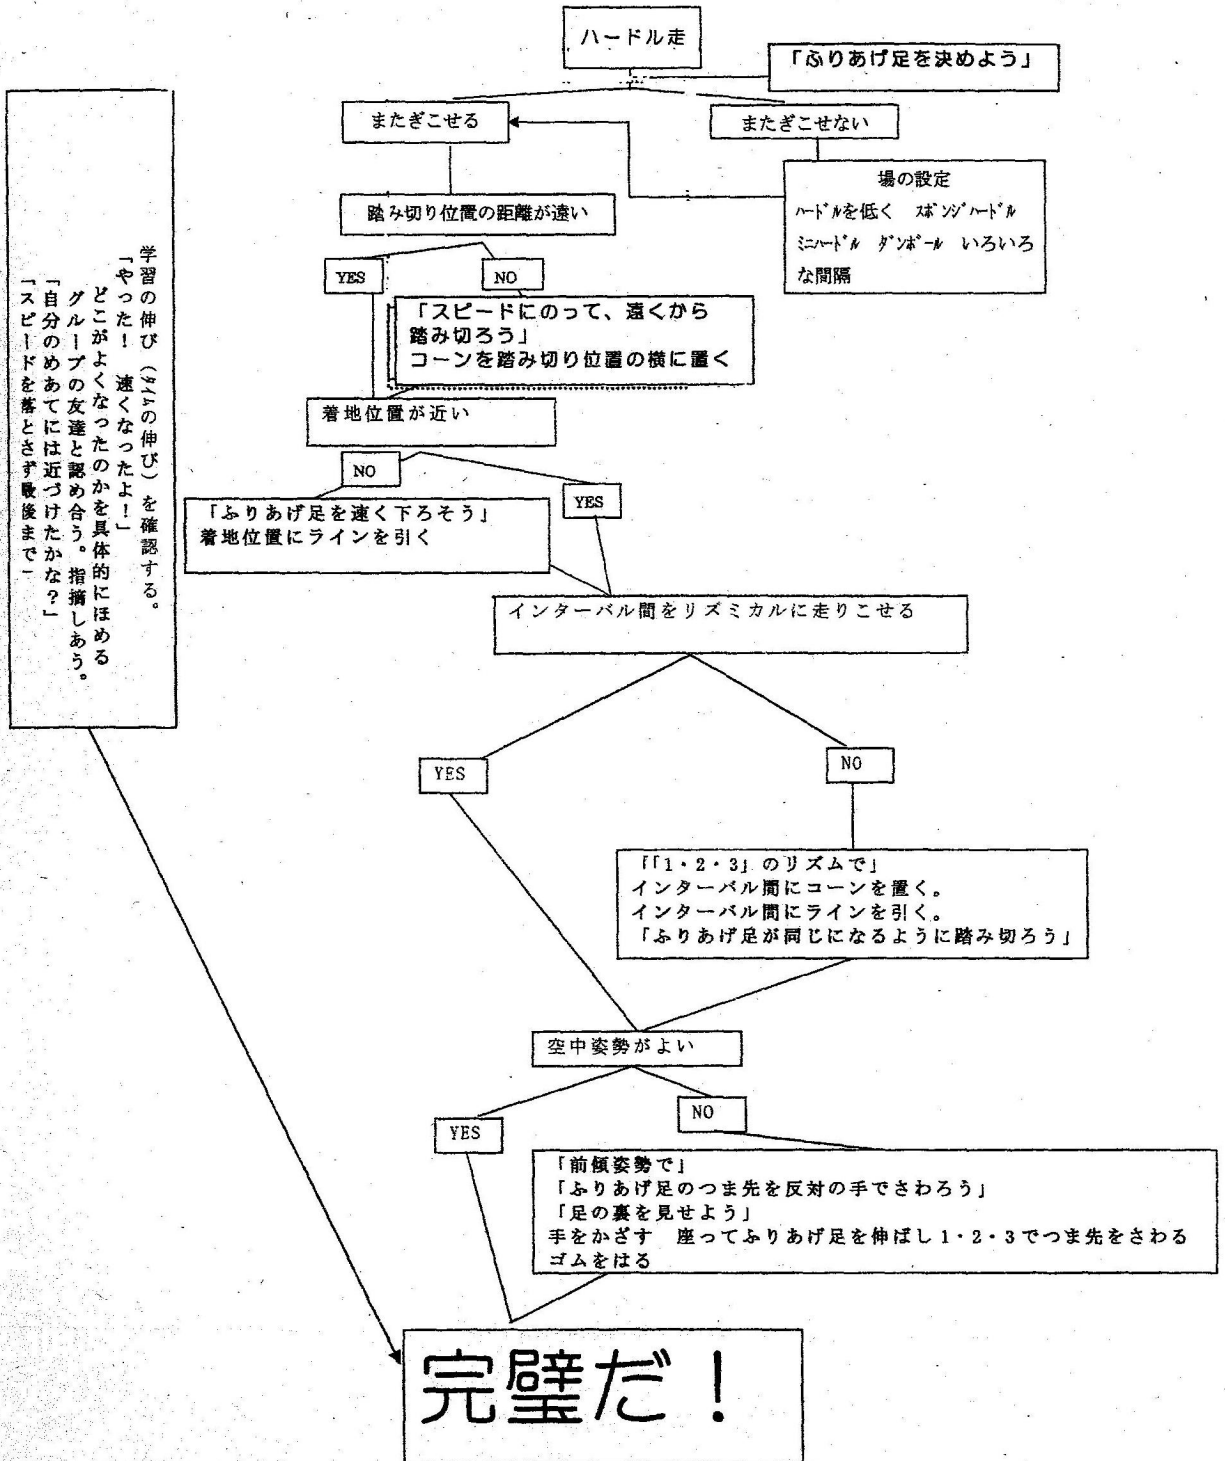 ハードル走
「ふりあげ足を決めよう」
またぎこせる
またぎこせない
場の設定
ﾊｰﾄﾞﾙを低く　ｽﾎﾟﾝｼﾞﾊｰﾄﾞﾙ
ﾐﾆﾊｰﾄﾞﾙ　ﾀﾞﾝﾎﾞｰﾙ　いろいろ
な間隔
踏み切り位置の距離が遠い
YES
NO
「スピードにのって、遠くから
踏み切ろう」
コーンを踏み切り位置の横に置く
着地位置が近い
NO
YES
「ふりあげ足を速く下ろそう」
着地位置にラインを引く
インターバル間をリズミカルに走りこせる
YES
NO
「「1・2・3」のリズムで」
インターバル間にコーンを置く。
インターバル間にラインを引く。
「ふりあげ足が同じになるように踏み切ろう」
空中姿勢がよい
YES
NO
「前傾姿勢で」
「ふりあげ足のつま先を反対の手でさわろう」
「足の裏を見せよう」
手をかざす　座ってふりあげ足を伸ばし1・2・3でつま先をさわる
ゴムをはる
学習の伸び（ﾀｲﾑの伸び）を確認する。
「やった！　速くなったよ！」
どこがよくなったのかを具体的にほめる
グループの友達と認め合う。指摘しあう。
「自分のめあてには近づけたかな？」
「スピードを落とさず最後まで」
完璧だ！